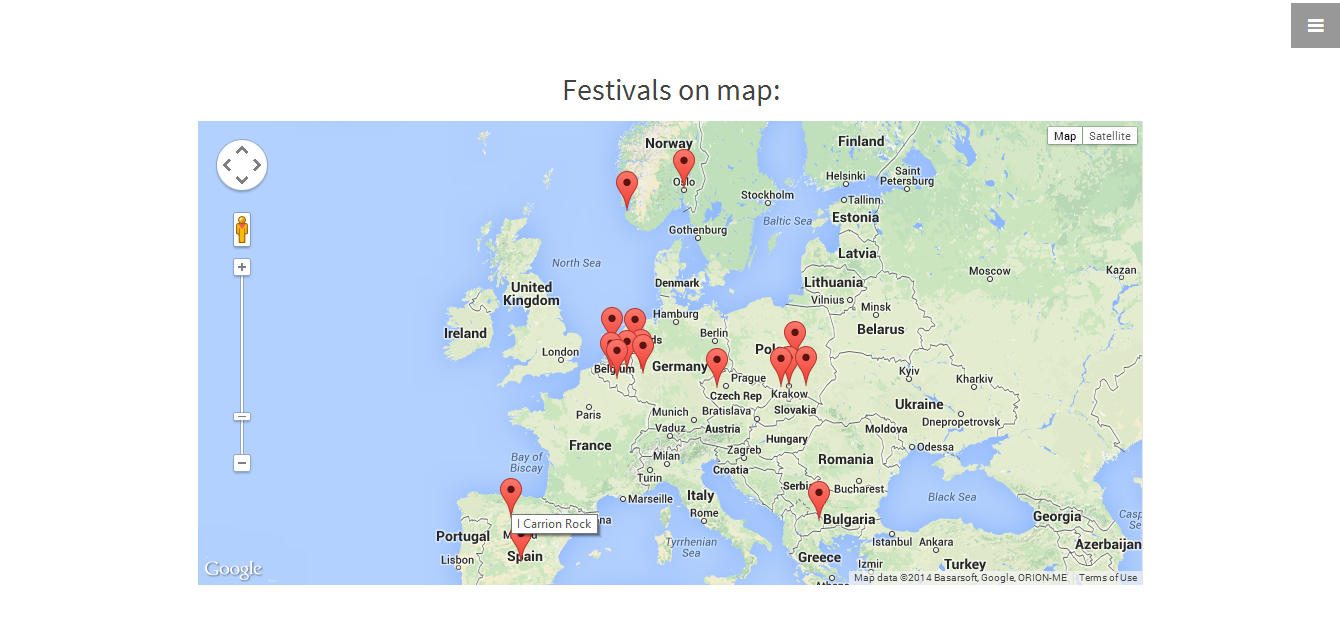 Festivals on map:
Map Satellite
Norway
Finland
Helsinki
Saint
Petersburg
Oslo
Stockholm
Tallinn
Estonia
Baltic Sea
Gothenburg
Latvia
North Sea
Moscow
Kazan
Denmark
Lithuania
United
Kingdom
Vilnius
Minsk
Hamburg
Belarus
Ireland
Berlin
London
Belgium
Germany
Prague
Kyiv
Kharkiv
Czech Rep
Krakow
Ukraine
Paris
Munich
Bratislava
Slovakia
Dnepropetrovsk
Vaduz
Austria
Moldova
France
Hungary
Odessa
Zagreb
Milan
Romania
Bay of
Biscay
Croatia
Turin
Bucharest
Marseille
Italy
Black Sea
Rome
I Carrion Rock
Bulgaria
Georgia
Portugal
Istanbul
Ankara
Tyrrhenian
Sea
Azerbaijan
Spain
Greece
Lisbon
Izmir
Turkey
Google
Map data ©2014 Basarsoft, Google, ORION-ME Terms of Use